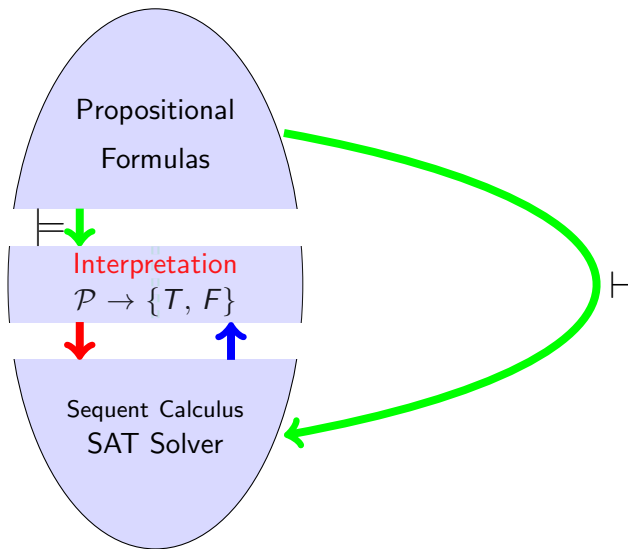 Propositional
Formulas
⊨
Interpretation
𝒫 → {T, F}
⊢
Sequent Calculus
SAT Solver